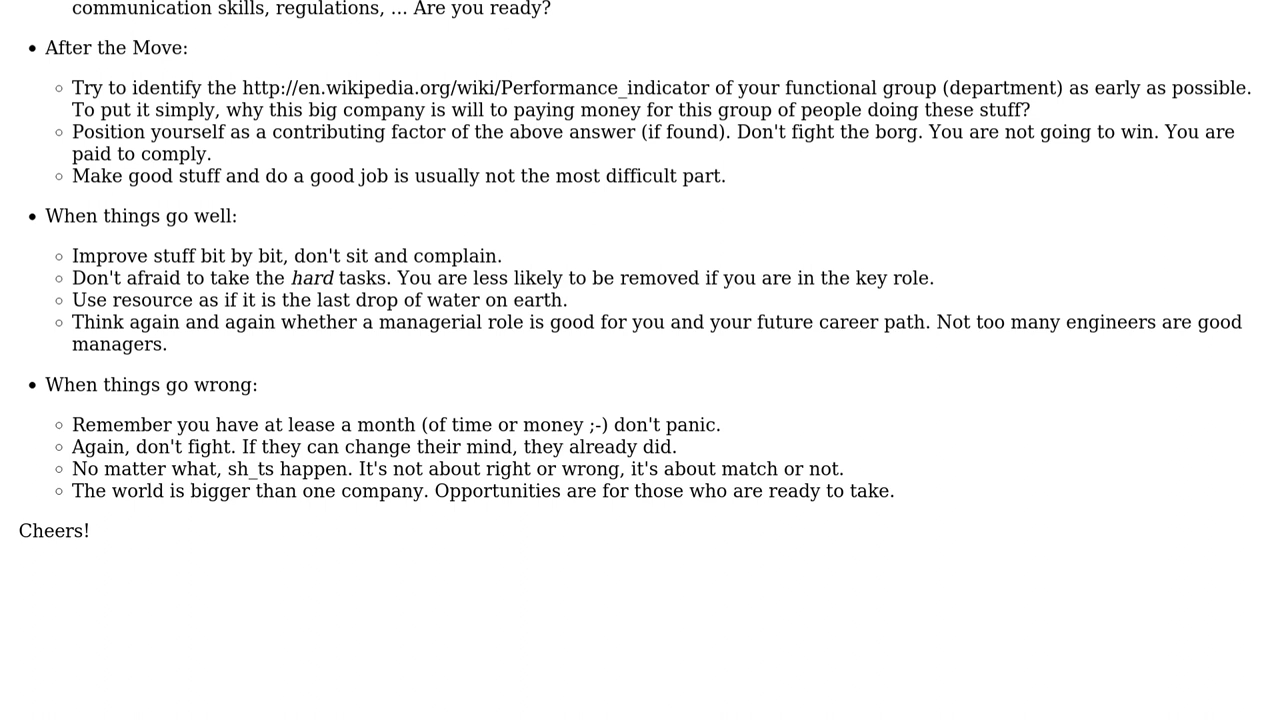 communication skills, regulations, ... Are you ready?
• After the Move:
◦ Try to identify the http://en.wikipedia.org/wiki/Performance_indicator of your functional group (department) as early as possible.
To put it simply, why this big company is will to paying money for this group of people doing these stuff?
◦ Position yourself as a contributing factor of the above answer (if found). Don't fight the borg. You are not going to win. You are
paid to comply.
◦ Make good stuff and do a good job is usually not the most difficult part.
• When things go well:
◦ Improve stuff bit by bit, don't sit and complain.
◦ Don't afraid to take the hard tasks. You are less likely to be removed if you are in the key role.
◦ Use resource as if it is the last drop of water on earth.
◦ Think again and again whether a managerial role is good for you and your future career path. Not too many engineers are good
managers.
• When things go wrong:
◦ Remember you have at lease a month (of time or money ;-) don't panic.
◦ Again, don't fight. If they can change their mind, they already did.
◦ No matter what, sh_ts happen. It's not about right or wrong, it's about match or not.
◦ The world is bigger than one company. Opportunities are for those who are ready to take.
Cheers!